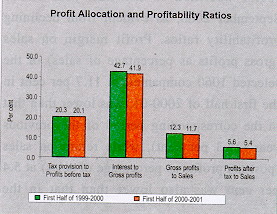 Profit Allocation and Profitability Ratios
Per cent
50.0
40.0
30.0
20.0
10.0
0.0
20.3 20.1
42.7 41.9
12.3 11.7
5.6 5.4
Tax provision to
Profits before tax
Interest to
Gross profits
Gross profits
to Sales
Profits after
tax to Sales
First Half of 1999-2000 First Half of 2000-2001